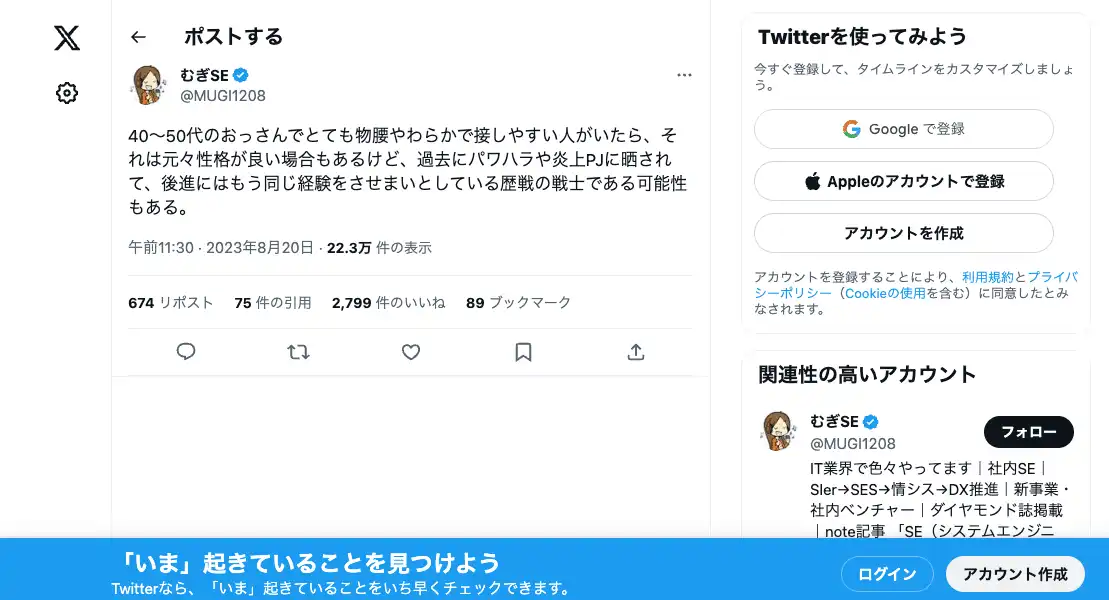 ポストする
むぎSE
@MUGI1208
40〜50代のおっさんでとても物腰やわらかで接しやすい人がいたら、そ
れは元々性格が良い場合もあるけど、過去にパワハラや炎上PJに晒され
て、後進にはもう同じ経験をさせまいとしている歴戦の戦士である可能性
もある。
午前11:30 · 2023年8月20日 · 22.3万 件の表示
674 リポスト 75 件の引用 2,799 件のいいね 89 ブックマーク
Twitterを使ってみよう
今すぐ登録して、タイムラインをカスタマイズしましょ
う。
Google で登録
Appleのアカウントで登録
アカウントを作成
アカウントを登録することにより、利用規約とプライバ
シーポリシー（Cookieの使用を含む）に同意したとみ
なされます。
関連性の高いアカウント
むぎSE
@MUGI1208
フォロー
IT業界で色々やってます｜社内SE｜
SIer→SES→情シス→DX推進｜新事業・
社内ベンチャー｜ダイヤモンド誌掲載
｜note記事 「SE（システムエンジニ
「いま」起きていることを見つけよう
Twitterなら、「いま」起きていることをいち早くチェックできます。
ログイン
アカウント作成